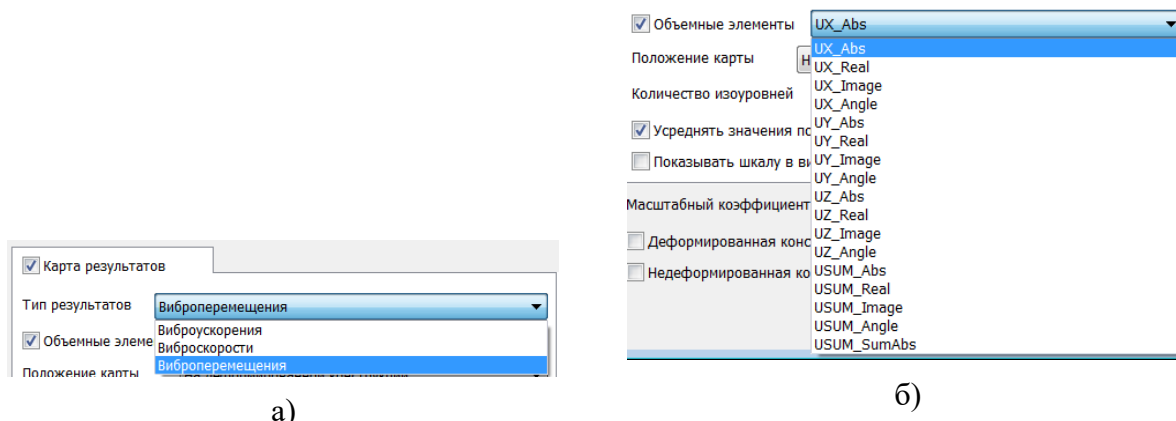 Карта результатов
Тип результатов Виброперемещения
Виброускорения
Виброскорости
Объемные элеме
Виброперемещения
Положение карты
а)
Объемные элементы UX_Abs
UX_Abs
Положение карты Н
UX_Real
UX_Image
Количество изоуровней
UX_Angle
UY_Abs
Усреднять значения по
UY_Real
Показывать шкалу в ви
UY_Image
UY_Angle
UZ_Abs
Масштабный коэффициент
UZ_Real
UZ_Image
Деформированная конс
UZ_Angle
Недеформированная ко
USUM_Abs
USUM_Real
USUM_Image
USUM_Angle
USUM_SumAbs
б)